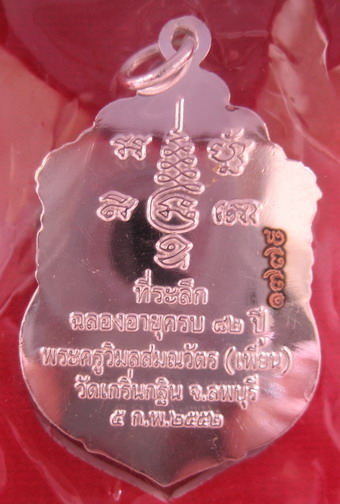 ที่ระลึก
ฉลองอายุครบ ๘๒ ปี
พระครูวิมลสมณวัตร (เพี้ยน)
วัดเกริ่นกฐิน จ.ลพบุรี
๕ ก.พ.๒๕๕๒